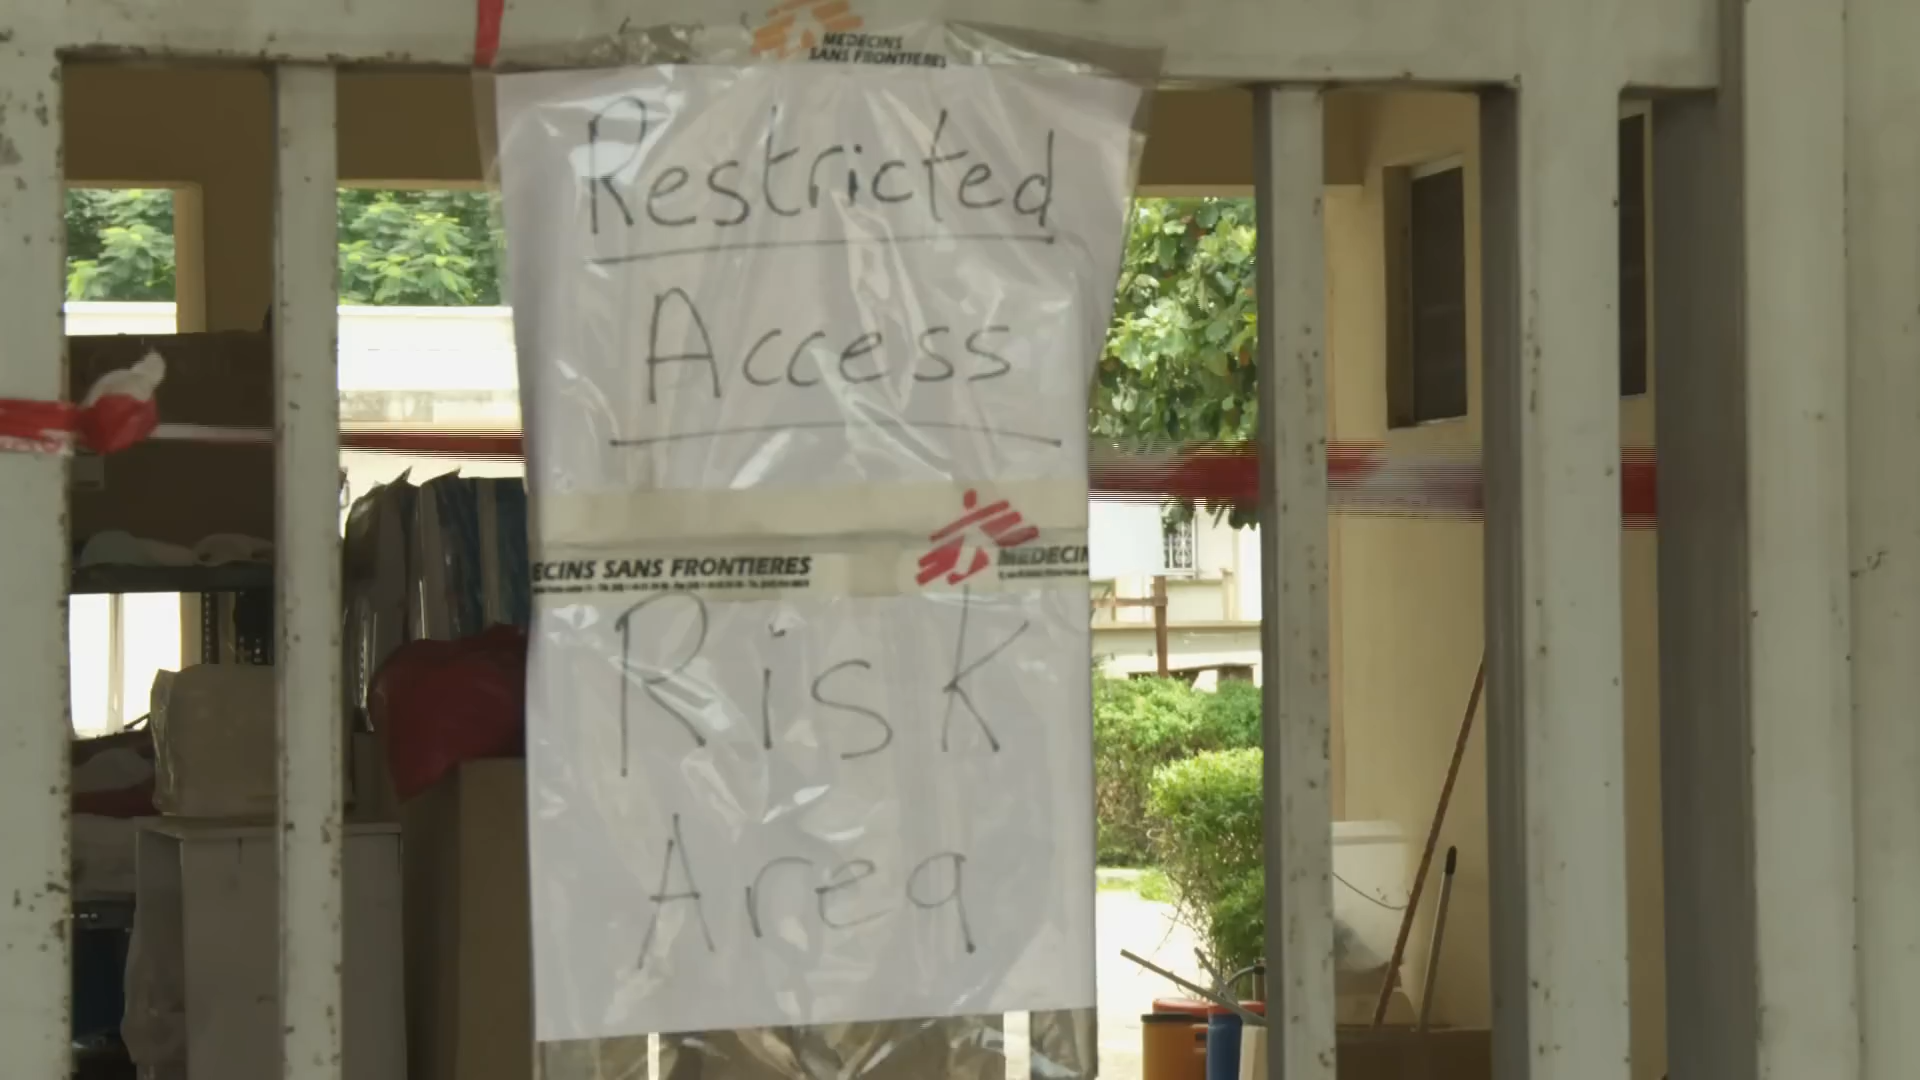 MEDECINS
SANS FRONTIERES
Restricted
Access
ECINS SANS FRONTIERES
MEDECIN
Risk
Area